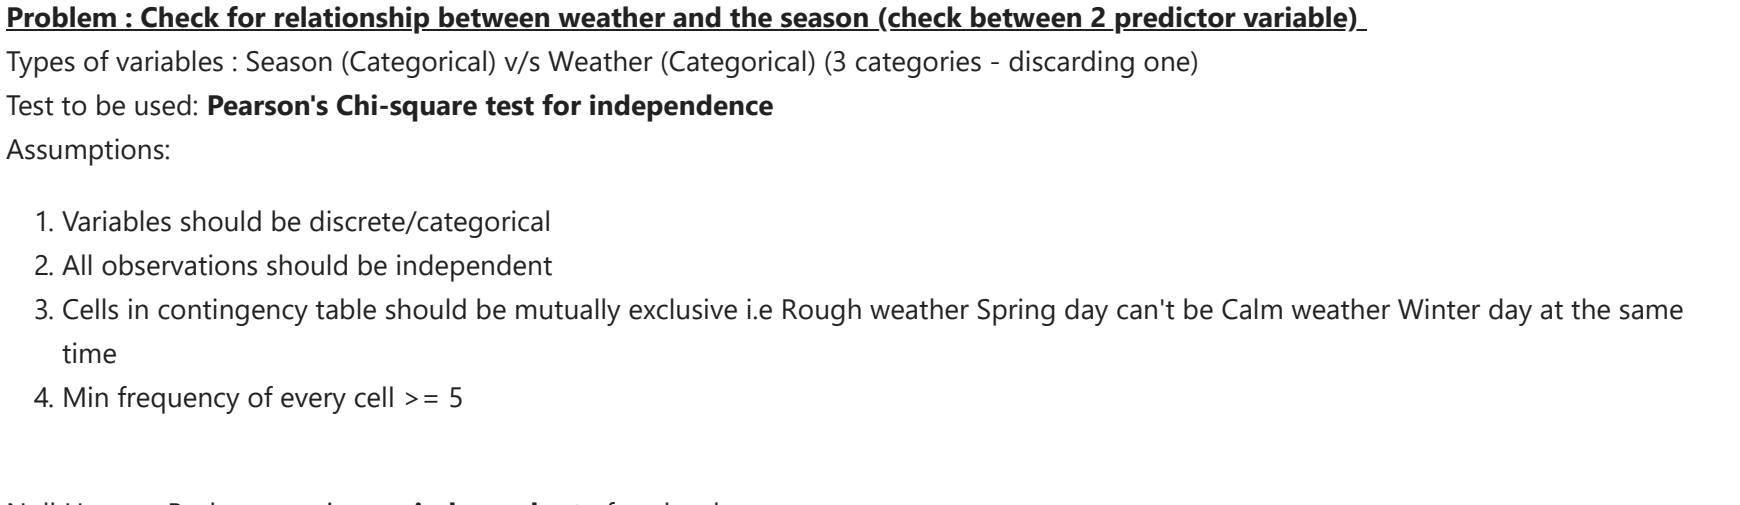 Problem : Check for relationship between weather and the season (check between 2 predictor variable)
Types of variables : Season (Categorical) v/s Weather (Categorical) (3 categories - discarding one)
Test to be used: Pearson's Chi-square test for independence
Assumptions:
1. Variables should be discrete/categorical
2. All observations should be independent
3. Cells in contingency table should be mutually exclusive i.e Rough weather Spring day can't be Calm weather Winter day at the same
time
4. Min frequency of every cell >= 5